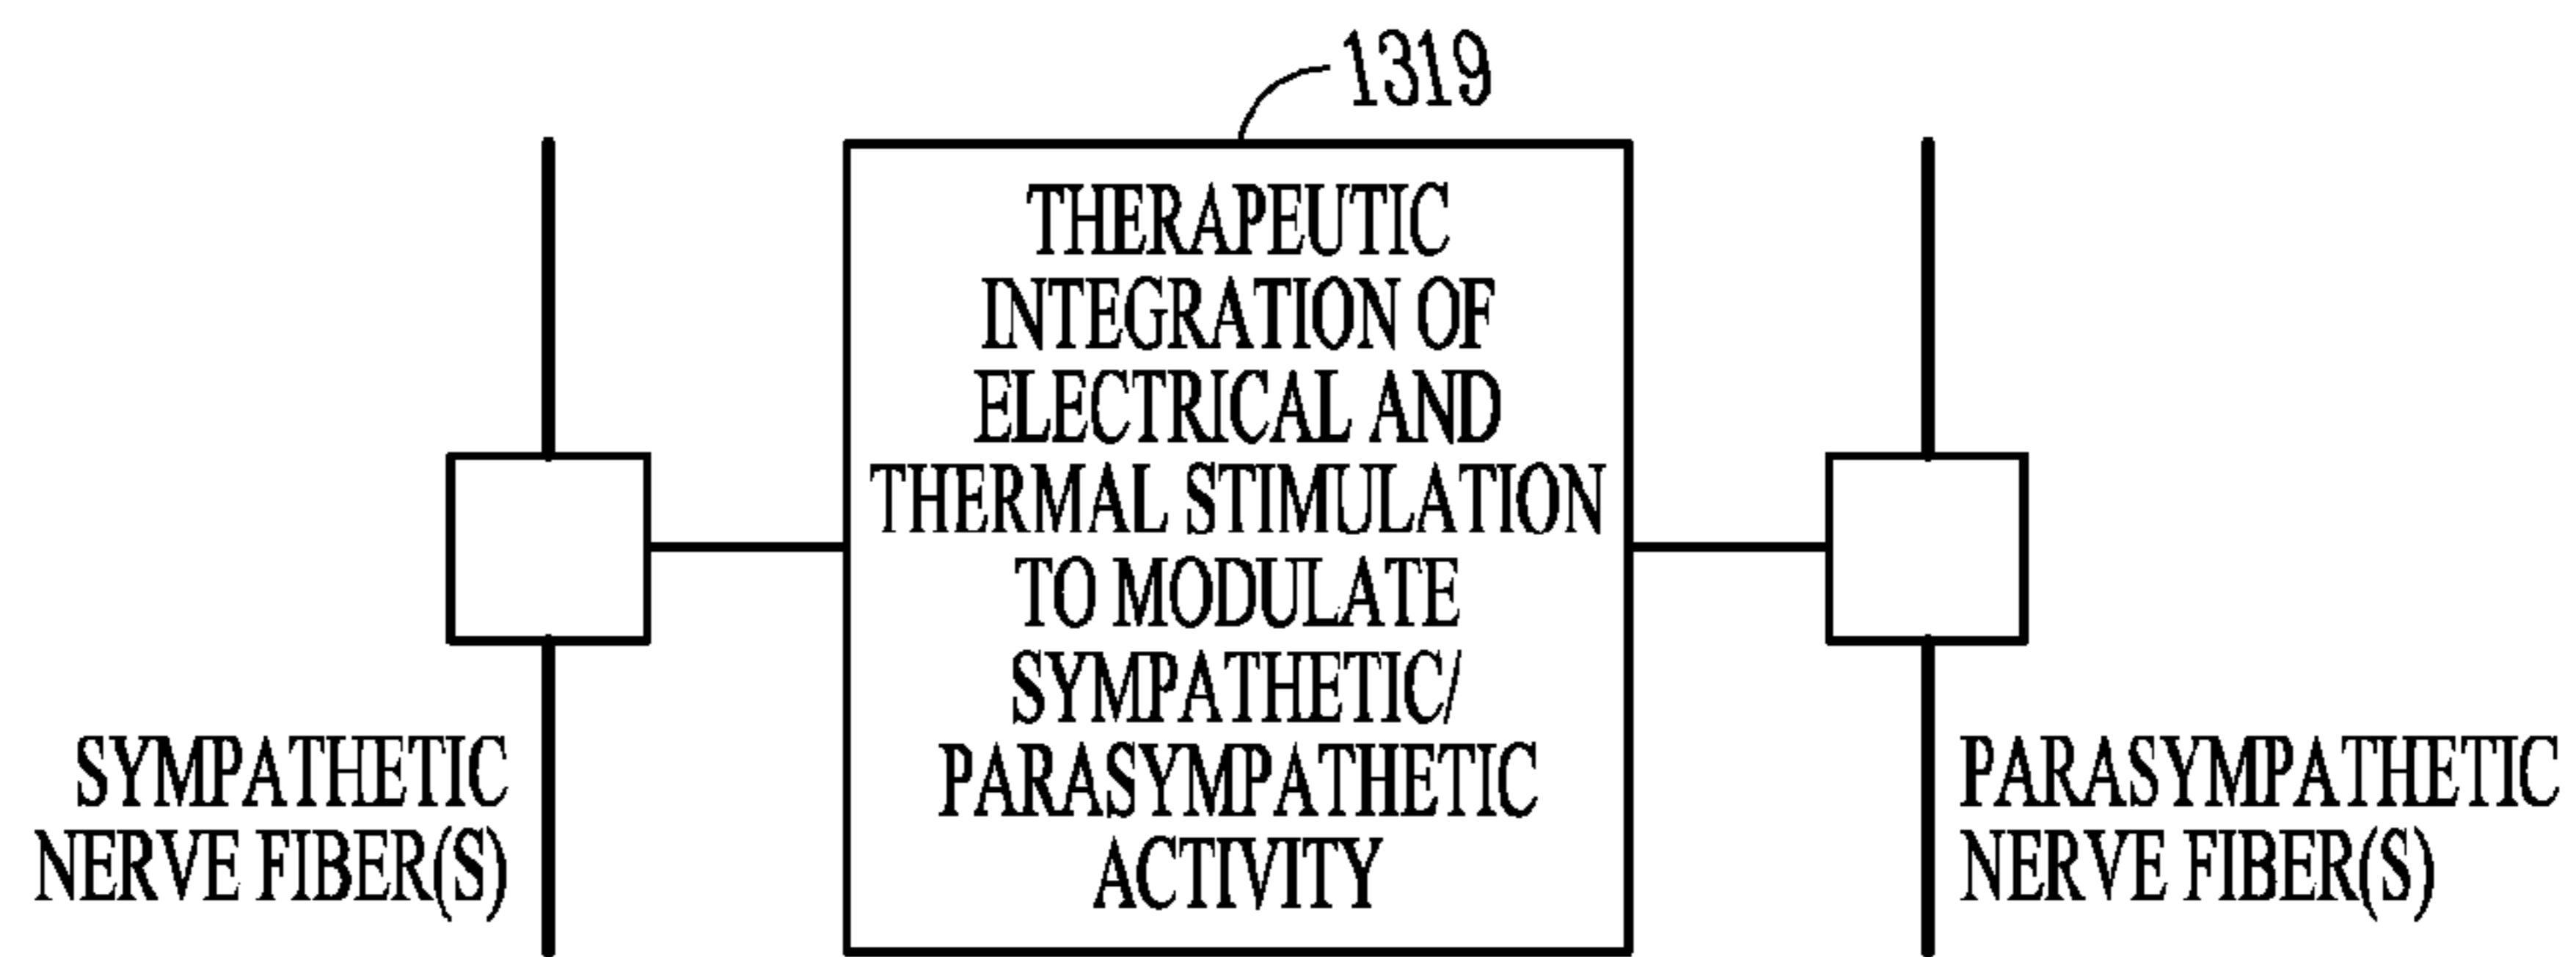 1319
THERAPEUTIC
INTEGRATION OF
ELECTRICAL AND
THERMAL STIMULATION
TO MODULATE
SYMPATHETIC/
PARASYMPATHETIC
ACTIVITY
SYMPATHETIC
NERVE FIBER(S)
PARASYMPATHETIC
NERVE FIBER(S)